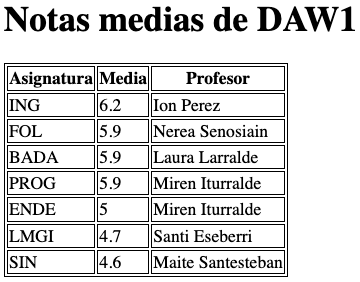 Notas medias de DAW1
Asignatura Media Profesor
ING 6.2 Ion Perez
FOL 5.9 Nerea Senosiain
BADA 5.9 Laura Larralde
PROG 5.9 Miren Iturralde
ENDE 5 Miren Iturralde
LMGI 4.7 Santi Eseberri
SIN 4.6 Maite Santesteban